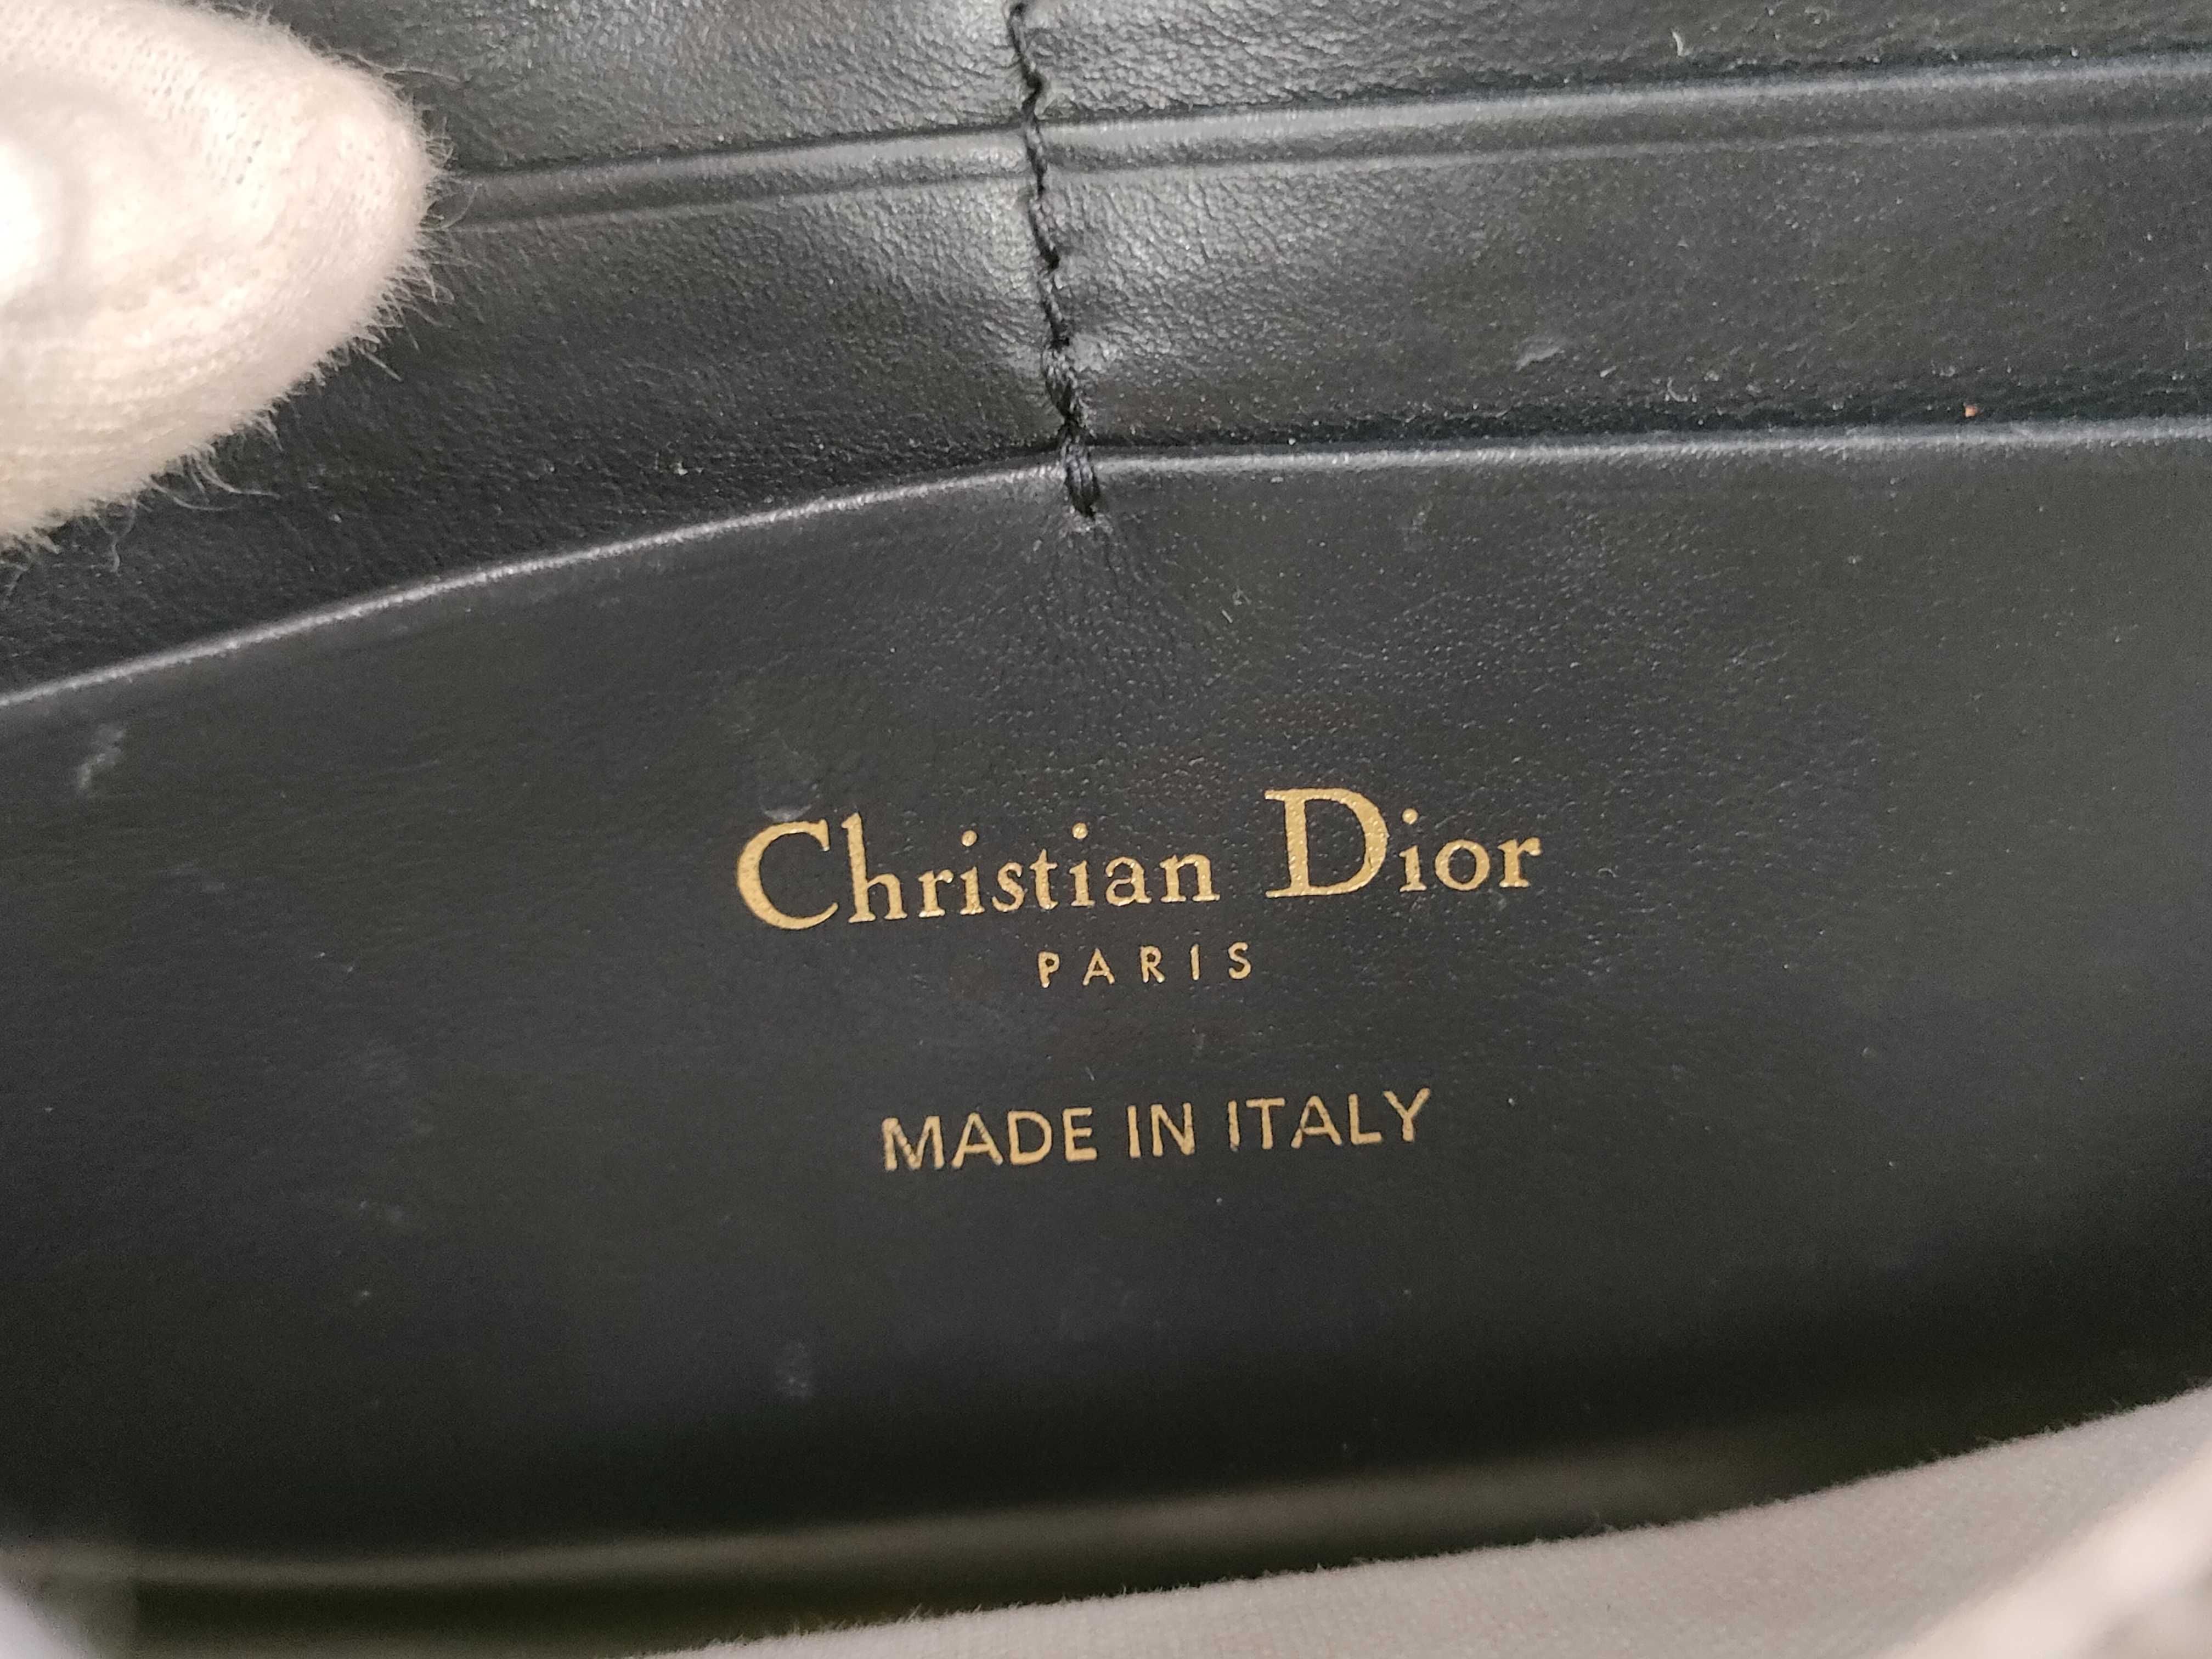 Christian Dior
PARIS
MADE IN ITALY